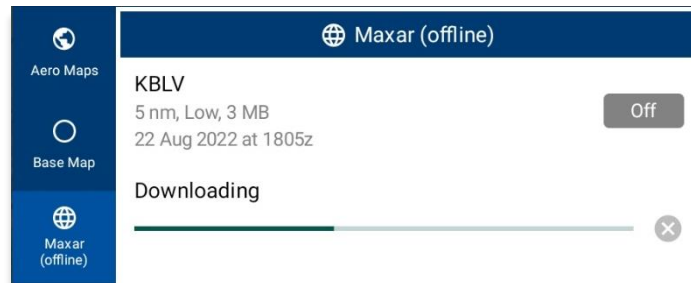 Aero Maps
Base Map
Maxar
(offline)
Maxar (offline)
KBLV
5 nm, Low, 3 MB
22 Aug 2022 at 1805z
Off
Downloading